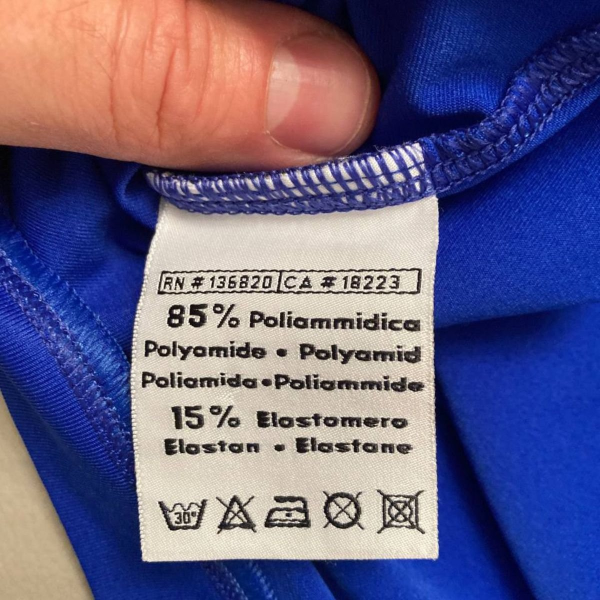 RN # 136820 CA # 18223
85% Poliammidica
Polyamide • Polyamid
Poliamida • Poliammide
15% Elastomero
Elastan • Elastane
30°